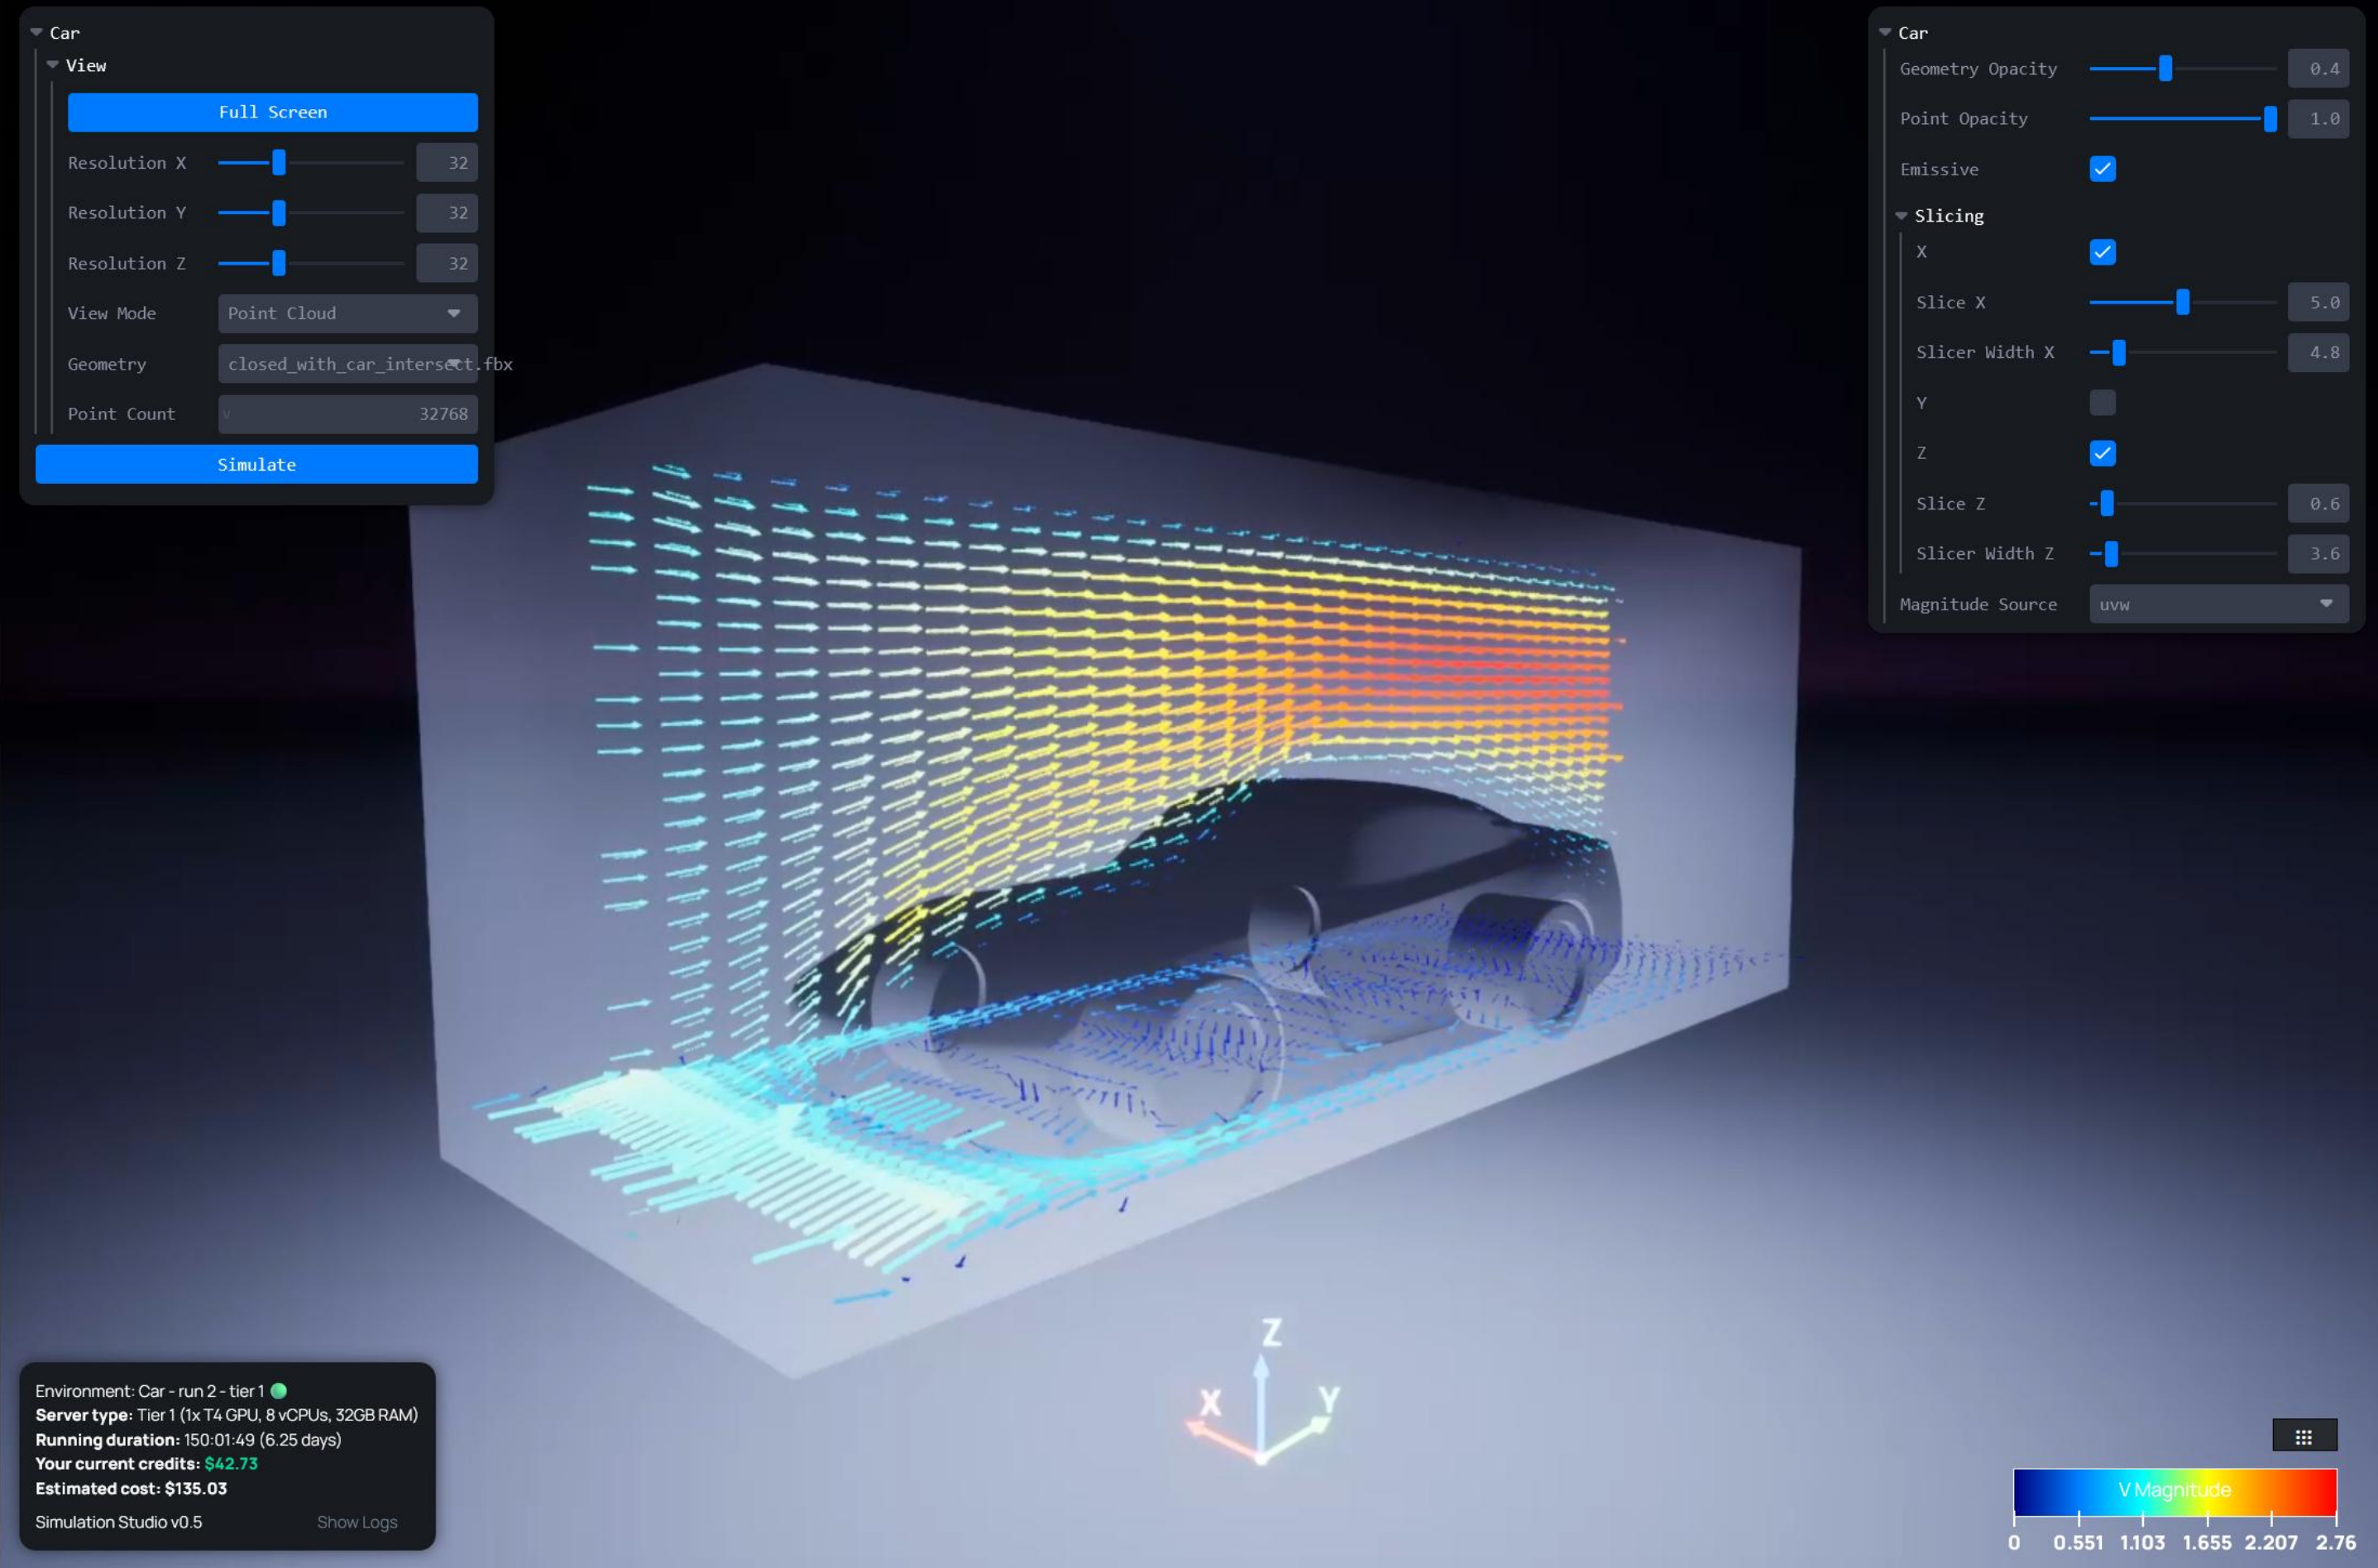 Car
View
Full Screen
Resolution X 32
Resolution Y 32
Resolution Z 32
View Mode Point Cloud
Geometry closed_with_car_intersect.fbx
Point Count v 32768
Simulate
Car
Geometry Opacity 0.4
Point Opacity 1.0
Emissive
Slicing
X
Slice X 5.0
Slicer Width X 4.8
Y
Z
Slice Z 0.6
Slicer Width Z 3.6
Magnitude Source uvw
Z
X Y
Environment: Car - run 2 - tier 1
Server type: Tier 1 (1x T4 GPU, 8 vCPUs, 32GB RAM)
Running duration: 150:01:49 (6.25 days)
Your current credits: $42.73
Estimated cost: $135.03
Simulation Studio v0.5 Show Logs
V Magnitude
0 0.551 1.103 1.655 2.207 2.76